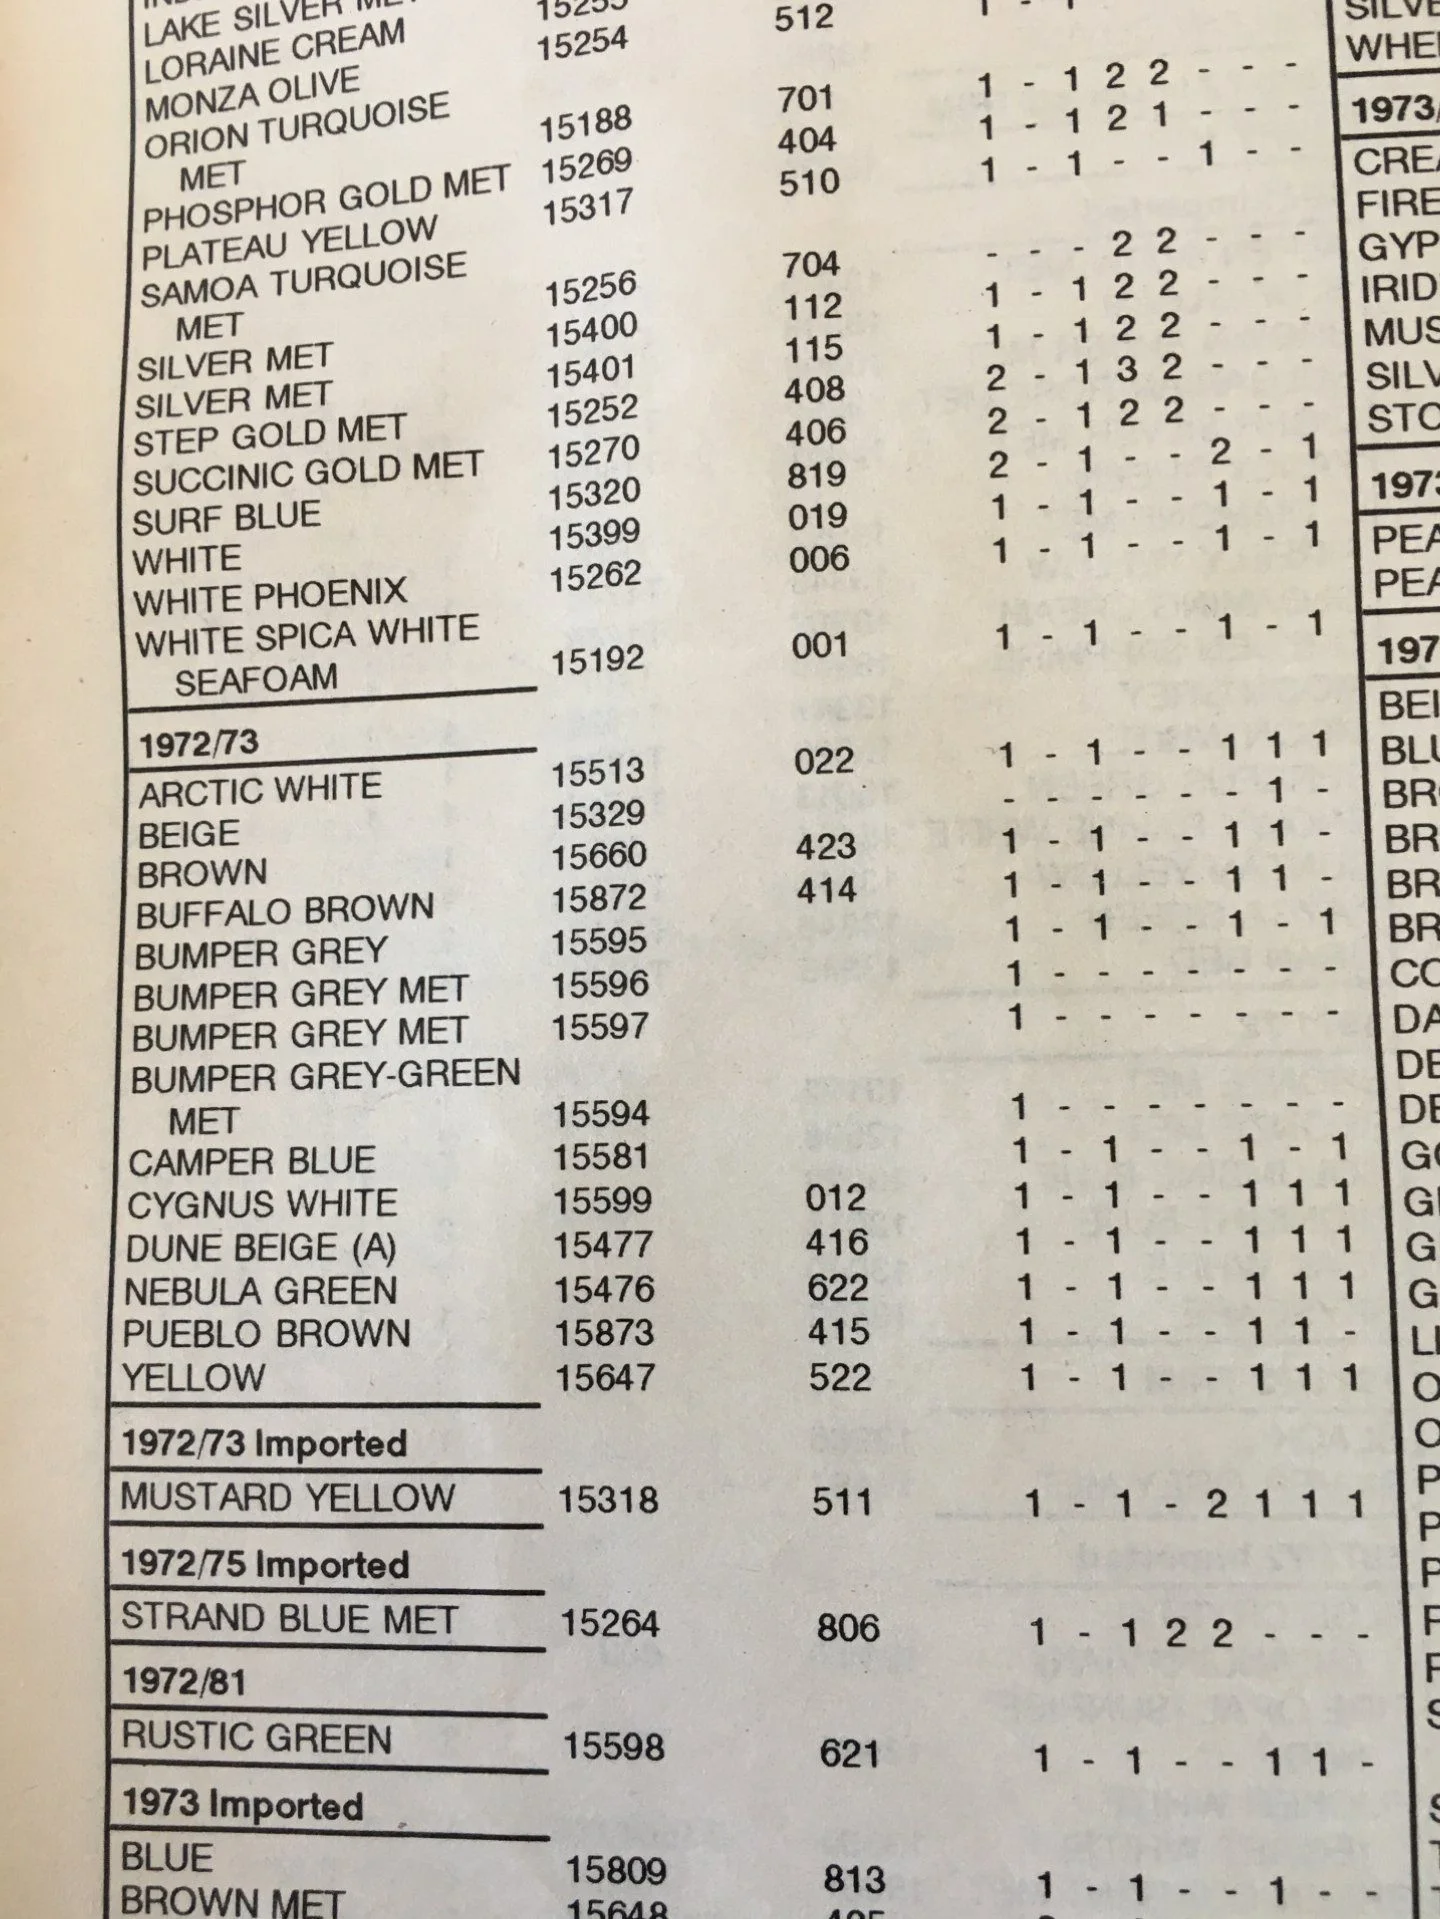 LAKE SILVER MET
LORAINE CREAM 15253
MONZA OLIVE 15254 512
ORION TURQUOISE
MET 15188 701 1 - 1 2 2 - - -
PHOSPHOR GOLD MET 15269 404 1 - 1 2 1 - - -
PLATEAU YELLOW 15317 510 1 - 1 - - 1 - -
SAMOA TURQUOISE
MET 15256 704 - - - 2 2 - - -
SILVER MET 15400 112 1 - 1 2 2 - - -
SILVER MET 15401 115 1 - 1 2 2 - - -
STEP GOLD MET 15252 408 2 - 1 3 2 - - -
SUCCINIC GOLD MET 15270 406 2 - 1 2 2 - - -
SURF BLUE 15320 819 2 - 1 - - 2 - 1
WHITE 15399 019 1 - 1 - - 1 - 1
WHITE PHOENIX 15262 006 1 - 1 - - 1 - 1
WHITE SPICA WHITE
SEAFOAM 15192 001 1 - 1 - - 1 - 1
1972/73
ARCTIC WHITE 15513 022 1 - 1 - - 1 1 1
BEIGE 15329 - - - - - - 1 -
BROWN 15660 423 1 - 1 - - 1 1 -
BUFFALO BROWN 15872 414 1 - 1 - - 1 1 -
BUMPER GREY 15595 1 - 1 - - 1 - 1
BUMPER GREY MET 15596 1 - - - - - - -
BUMPER GREY MET 15597 1 - - - - - - -
BUMPER GREY-GREEN
MET 15594 1 - - - - - - -
CAMPER BLUE 15581 1 - 1 - - 1 - 1
CYGNUS WHITE 15599 012 1 - 1 - - 1 1 1
DUNE BEIGE (A) 15477 416 1 - 1 - - 1 1 1
NEBULA GREEN 15476 622 1 - 1 - - 1 1 1
PUEBLO BROWN 15873 415 1 - 1 - - 1 1 -
YELLOW 15647 522 1 - 1 - - 1 1 1
1972/73 Imported
MUSTARD YELLOW 15318 511 1 - 1 - 2 1 1 1
1972/75 Imported
STRAND BLUE MET 15264 806 1 - 1 2 2 - - -
1972/81
RUSTIC GREEN 15598 621 1 - 1 - - 1 1 -
1973 Imported
BLUE 15809 813 1 - 1 - - 1 - -
BROWN MET 15648
1973/